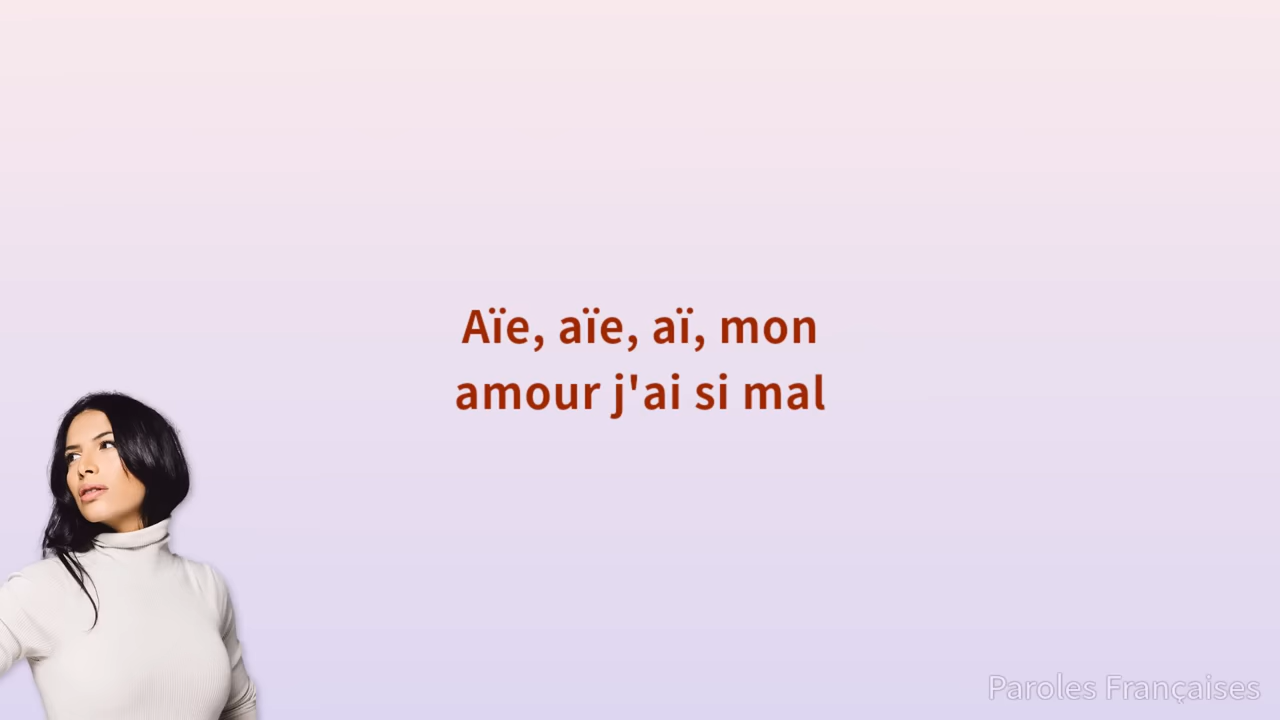 Aïe, aïe, aï, mon
amour j'ai si mal
Paroles Françaises